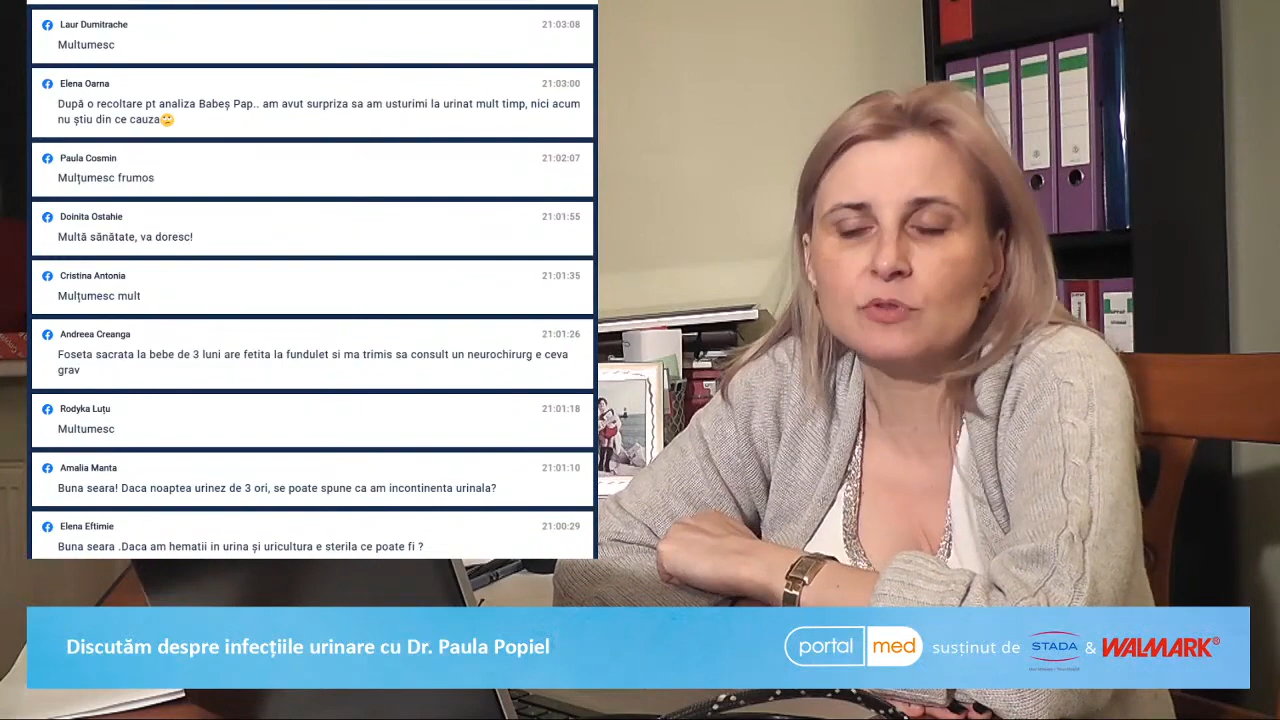 Laur Dumitrache 21:03:08
Multumesc
Elena Oarna 21:03:00
După o recoltare pt analiza Babeș Pap.. am avut surpriza sa am usturimi la urinat mult timp, nici acum
nu știu din ce cauza🙄
Paula Cosmin 21:02:07
Mulțumesc frumos
Doinita Ostahie 21:01:55
Multă sănătate, va doresc!
Cristina Antonia 21:01:35
Mulțumesc mult
Andreea Creanga 21:01:26
Foseta sacrata la bebe de 3 luni are fetita la fundulet si ma trimis sa consult un neurochirurg e ceva
grav
Rodyka Luțu 21:01:18
Multumesc
Amalia Manta 21:01:10
Buna seara! Daca noaptea urinez de 3 ori, se poate spune ca am incontinenta urinala?
Elena Eftimie 21:00:29
Buna seara .Daca am hematii in urina și uricultura e sterila ce poate fi ?
Discutăm despre infecțiile urinare cu Dr. Paula Popiel
portal med susținut de STADA & WALMARK®